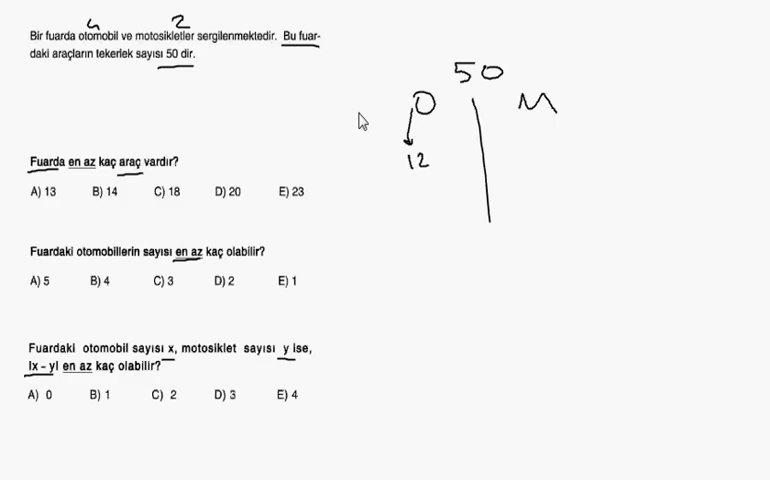 4 2
Bir fuarda otomobil ve motosikletler sergilenmektedir. Bu fuar-
daki araçların tekerlek sayısı 50 dir.
50
O M
12
Fuarda en az kaç araç vardır?
A) 13 B) 14 C) 18 D) 20 E) 23
Fuardaki otomobillerin sayısı en az kaç olabilir?
A) 5 B) 4 C) 3 D) 2 E) 1
Fuardaki otomobil sayısı x, motosiklet sayısı y ise,
lx - yl en az kaç olabilir?
A) 0 B) 1 C) 2 D) 3 E) 4